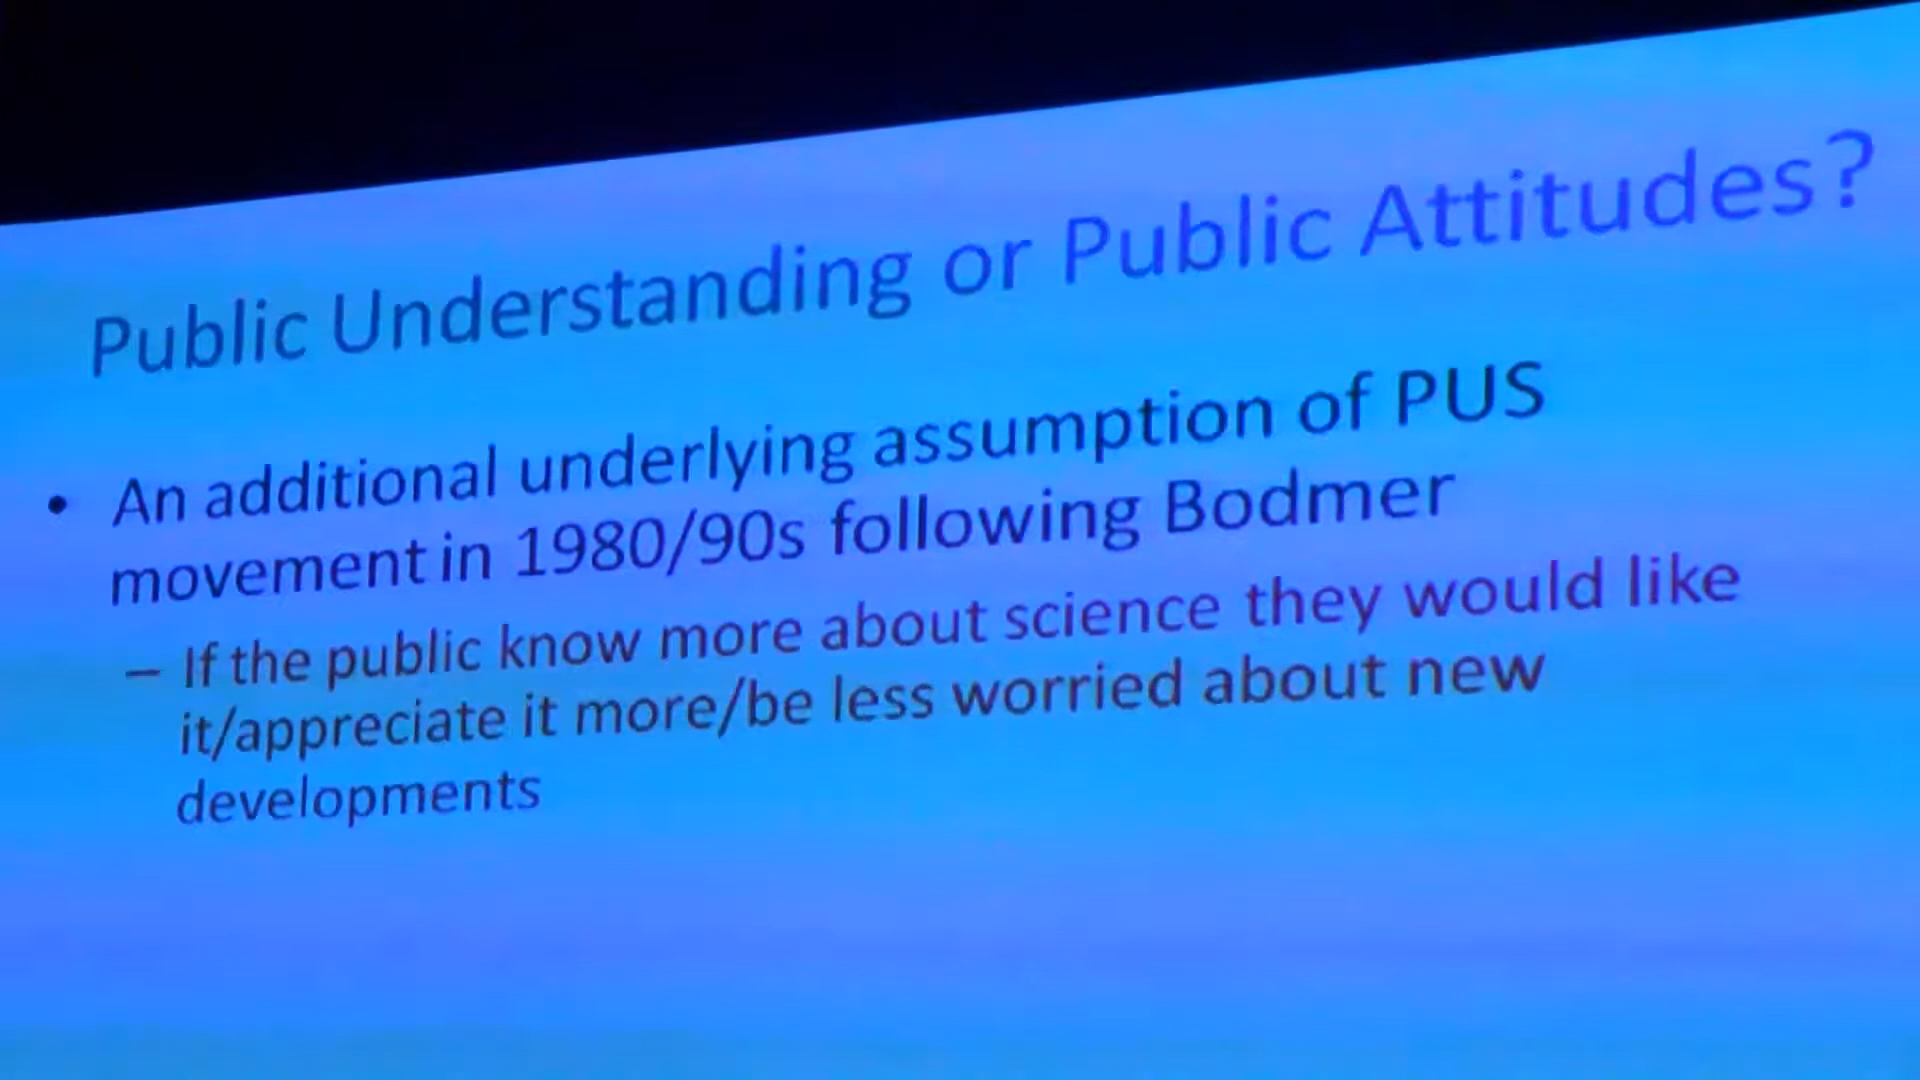 Public Understanding or Public Attitudes?
• An additional underlying assumption of PUS
movement in 1980/90s following Bodmer
– If the public know more about science they would like
it/appreciate it more/be less worried about new
developments